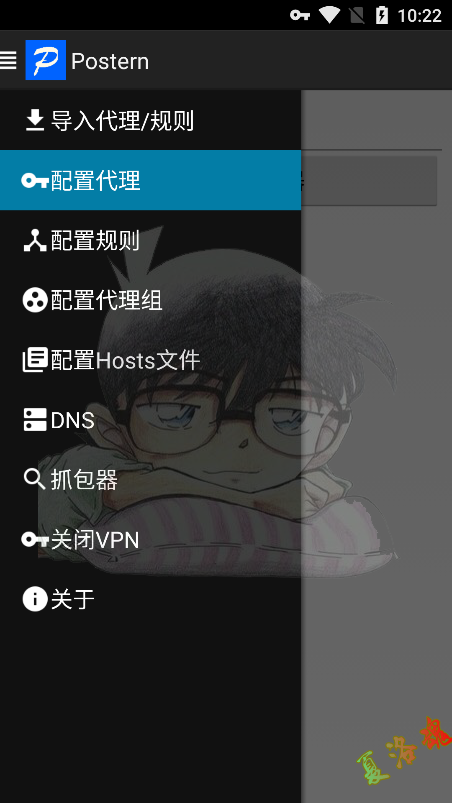 10:22
Postern
导入代理/规则
配置代理
配置规则
配置代理组
配置Hosts文件
DNS
抓包器
关闭VPN
关于
夏洛魂